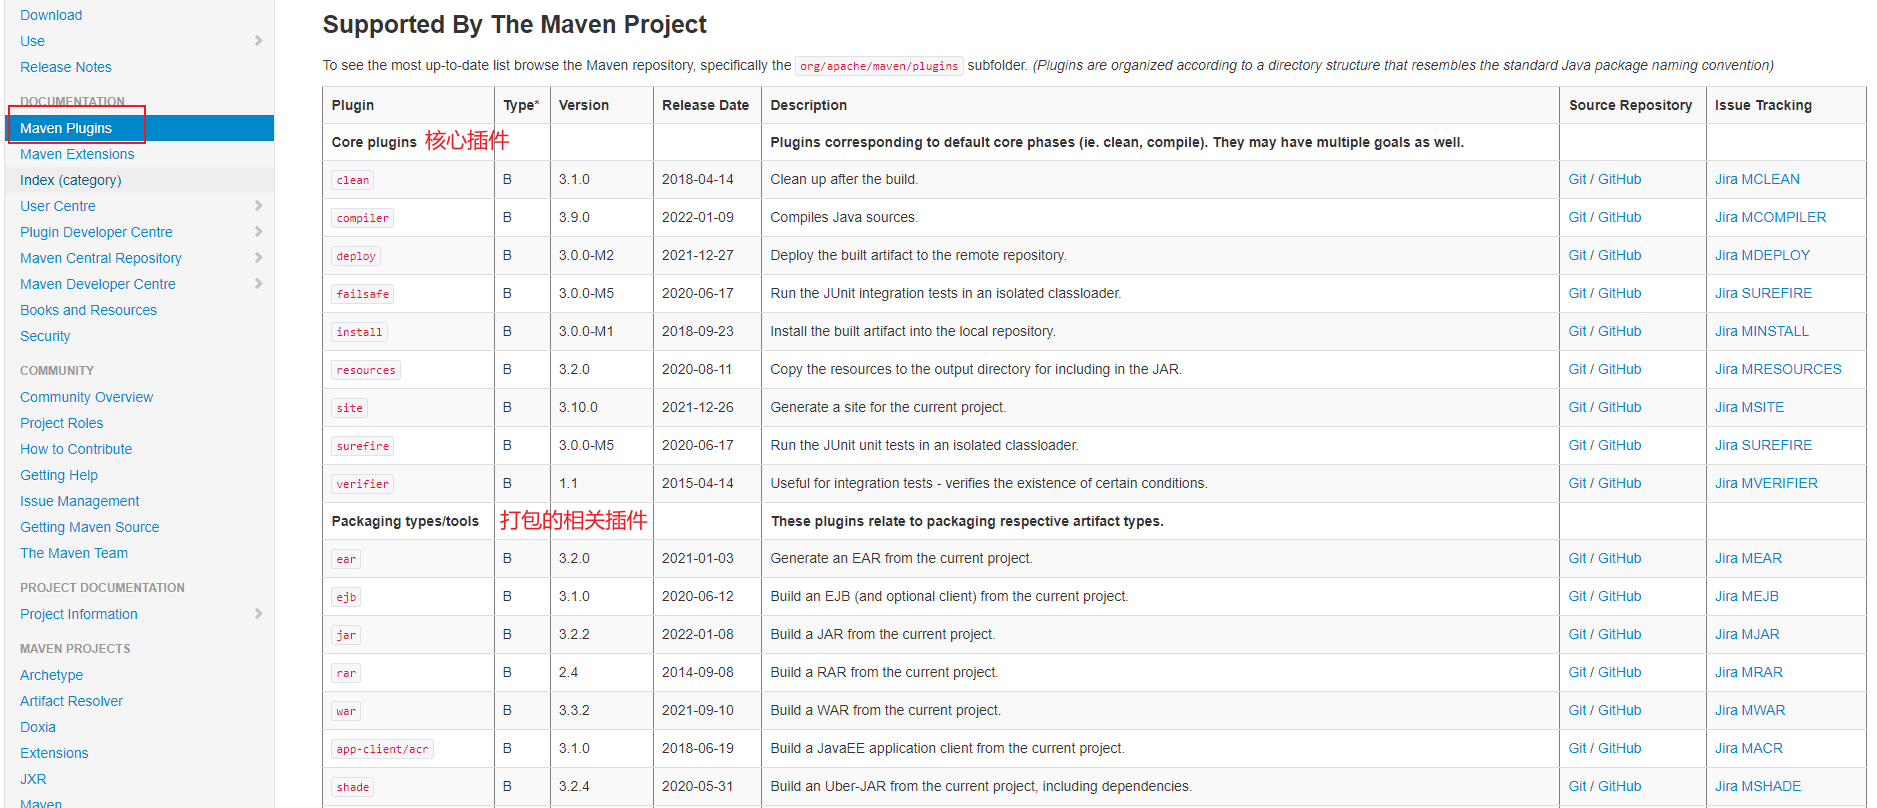 Download
Use
Release Notes
DOCUMENTATION
Maven Plugins
Maven Extensions
Index (category)
User Centre
Plugin Developer Centre
Maven Central Repository
Maven Developer Centre
Books and Resources
Security
COMMUNITY
Community Overview
Project Roles
How to Contribute
Getting Help
Issue Management
Getting Maven Source
The Maven Team
PROJECT DOCUMENTATION
Project Information
MAVEN PROJECTS
Archetype
Artifact Resolver
Doxia
Extensions
JXR
Maven
Supported By The Maven Project
To see the most up-to-date list browse the Maven repository, specifically the org/apache/maven/plugins subfolder. (Plugins are organized according to a directory structure that resembles the standard Java package naming convention)
Plugin Type* Version Release Date Description Source Repository Issue Tracking
Core plugins 核心插件 Plugins corresponding to default core phases (ie. clean, compile). They may have multiple goals as well.
clean B 3.1.0 2018-04-14 Clean up after the build. Git / GitHub Jira MCLEAN
compiler B 3.9.0 2022-01-09 Compiles Java sources. Git / GitHub Jira MCOMPILER
deploy B 3.0.0-M2 2021-12-27 Deploy the built artifact to the remote repository. Git / GitHub Jira MDEPLOY
failsafe B 3.0.0-M5 2020-06-17 Run the JUnit integration tests in an isolated classloader. Git / GitHub Jira SUREFIRE
install B 3.0.0-M1 2018-09-23 Install the built artifact into the local repository. Git / GitHub Jira MINSTALL
resources B 3.2.0 2020-08-11 Copy the resources to the output directory for including in the JAR. Git / GitHub Jira MRESOURCES
site B 3.10.0 2021-12-26 Generate a site for the current project. Git / GitHub Jira MSITE
surefire B 3.0.0-M5 2020-06-17 Run the JUnit unit tests in an isolated classloader. Git / GitHub Jira SUREFIRE
verifier B 1.1 2015-04-14 Useful for integration tests - verifies the existence of certain conditions. Git / GitHub Jira MVERIFIER
Packaging types/tools 打包的相关插件 These plugins relate to packaging respective artifact types.
ear B 3.2.0 2021-01-03 Generate an EAR from the current project. Git / GitHub Jira MEAR
ejb B 3.1.0 2020-06-12 Build an EJB (and optional client) from the current project. Git / GitHub Jira MEJB
jar B 3.2.2 2022-01-08 Build a JAR from the current project. Git / GitHub Jira MJAR
rar B 2.4 2014-09-08 Build a RAR from the current project. Git / GitHub Jira MRAR
war B 3.3.2 2021-09-10 Build a WAR from the current project. Git / GitHub Jira MWAR
app-client/acr B 3.1.0 2018-06-19 Build a JavaEE application client from the current project. Git / GitHub Jira MACR
shade B 3.2.4 2020-05-31 Build an Uber-JAR from the current project, including dependencies. Git / GitHub Jira MSHADE